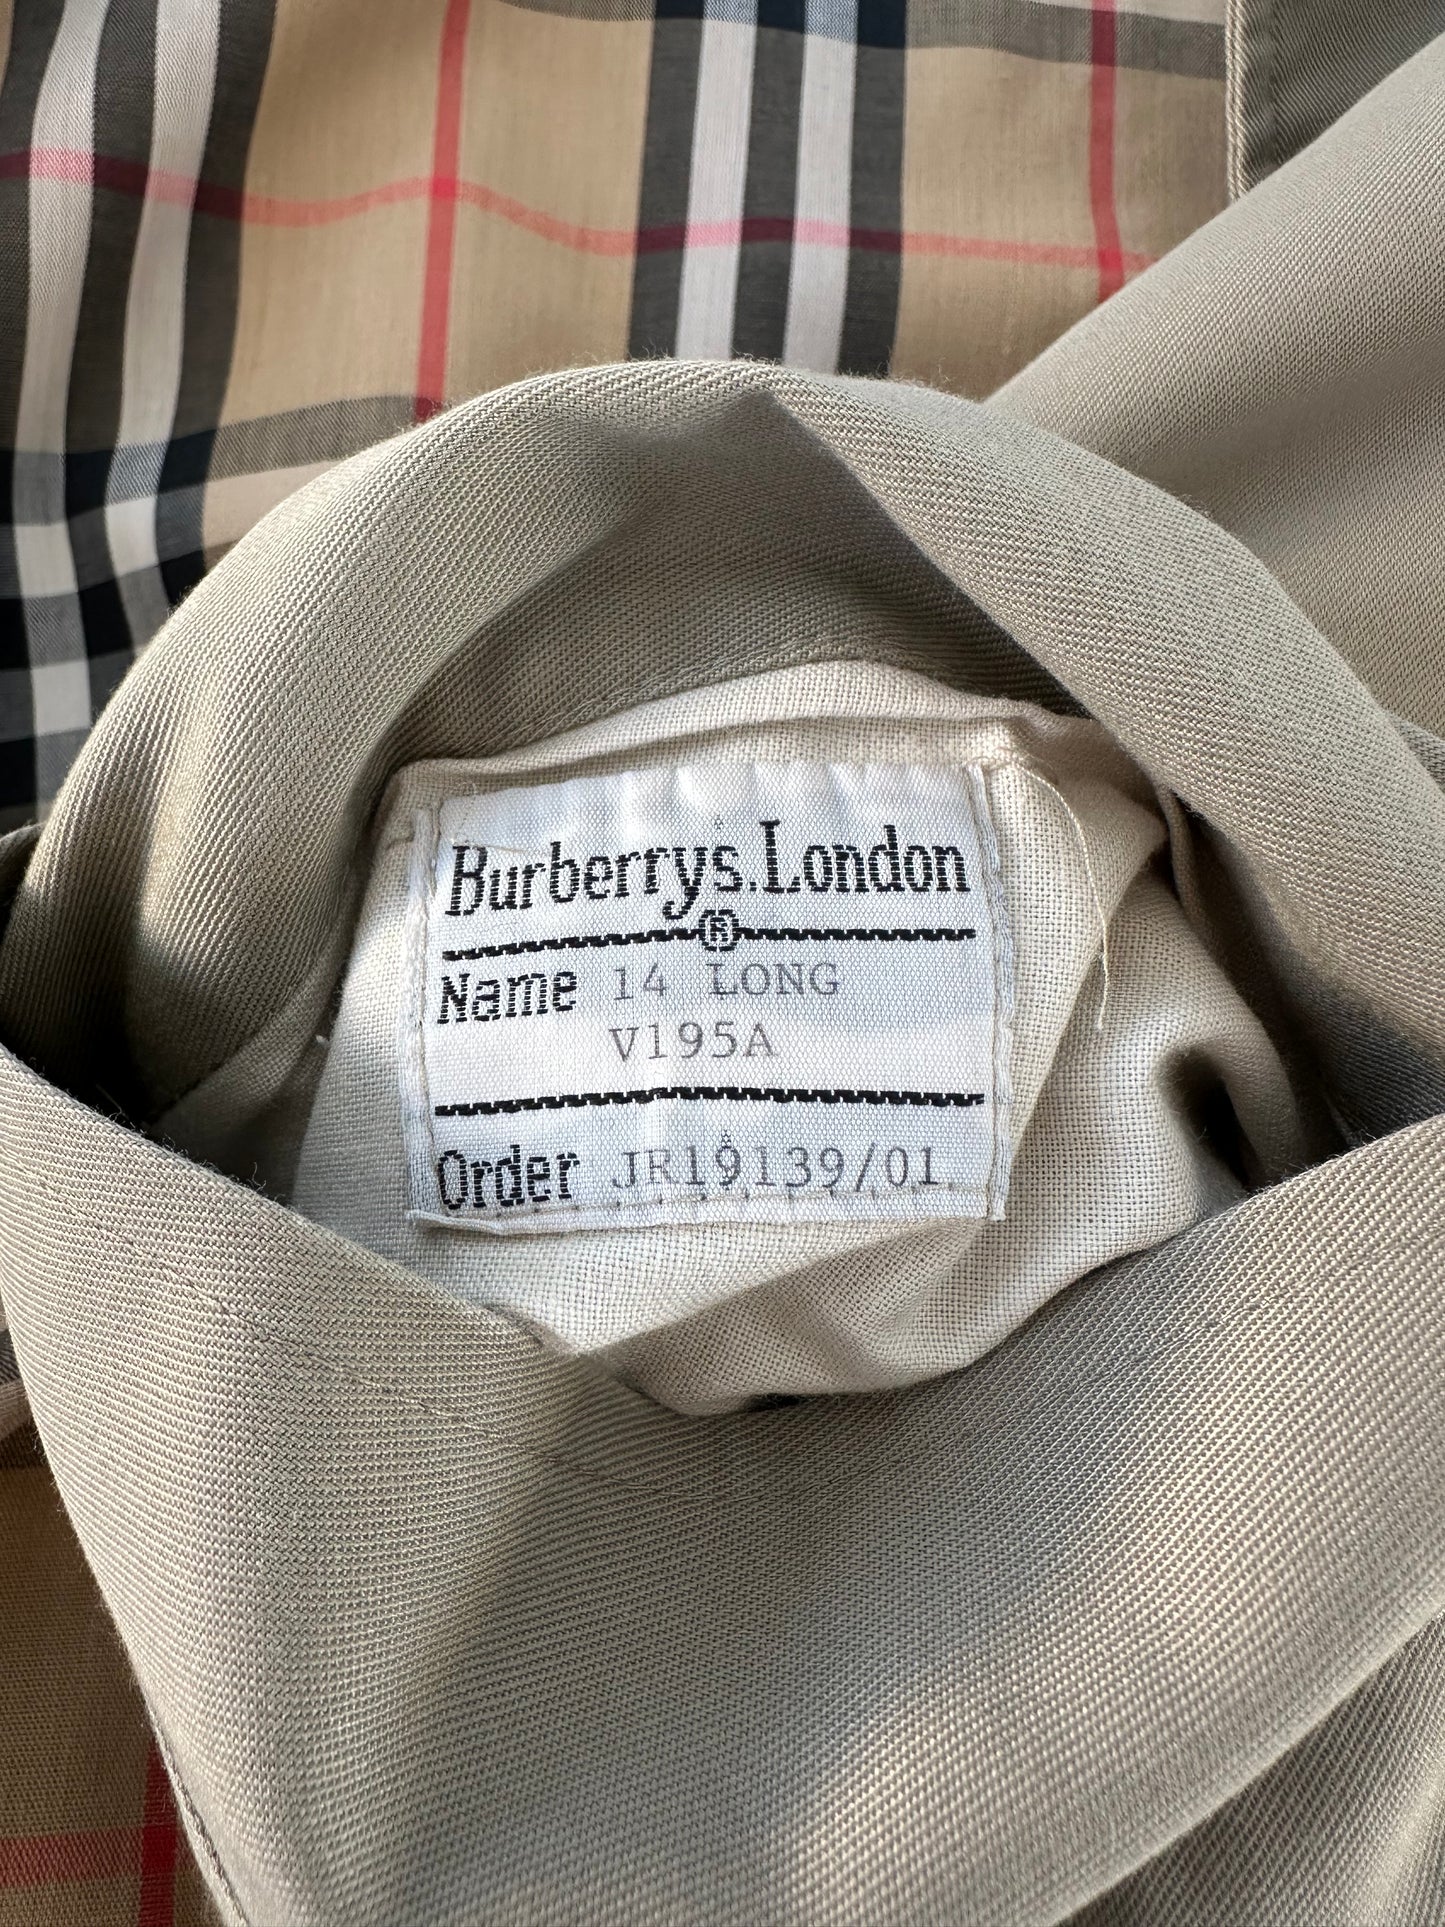 Burberrys. London
®
Name 14 LONG
V195A
Order JR19139/01